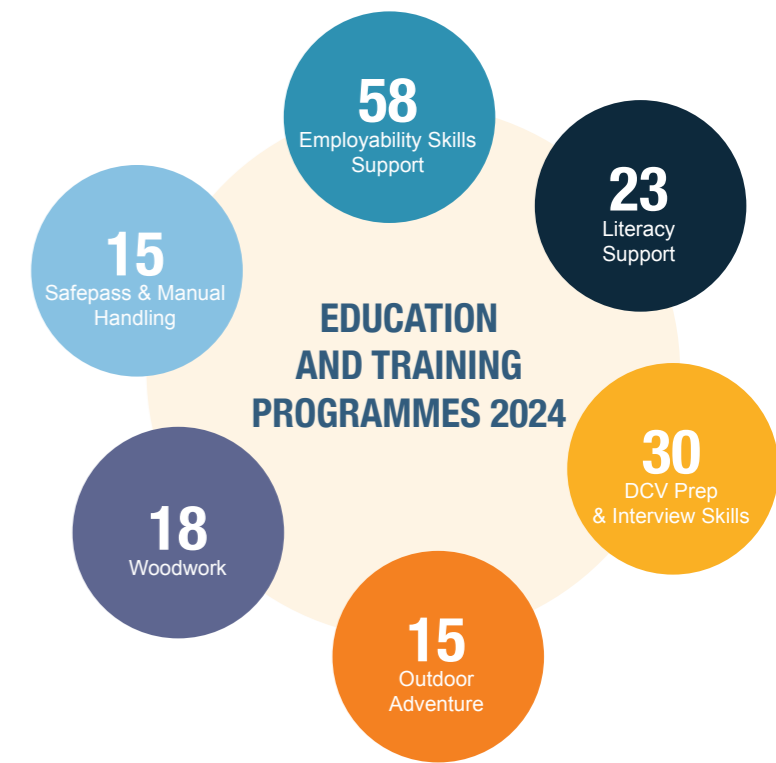 58
Employability Skills
Support
23
Literacy
Support
15
Safepass & Manual
Handling
EDUCATION
AND TRAINING
PROGRAMMES 2024
30
DCV Prep
& Interview Skills
18
Woodwork
15
Outdoor
Adventure